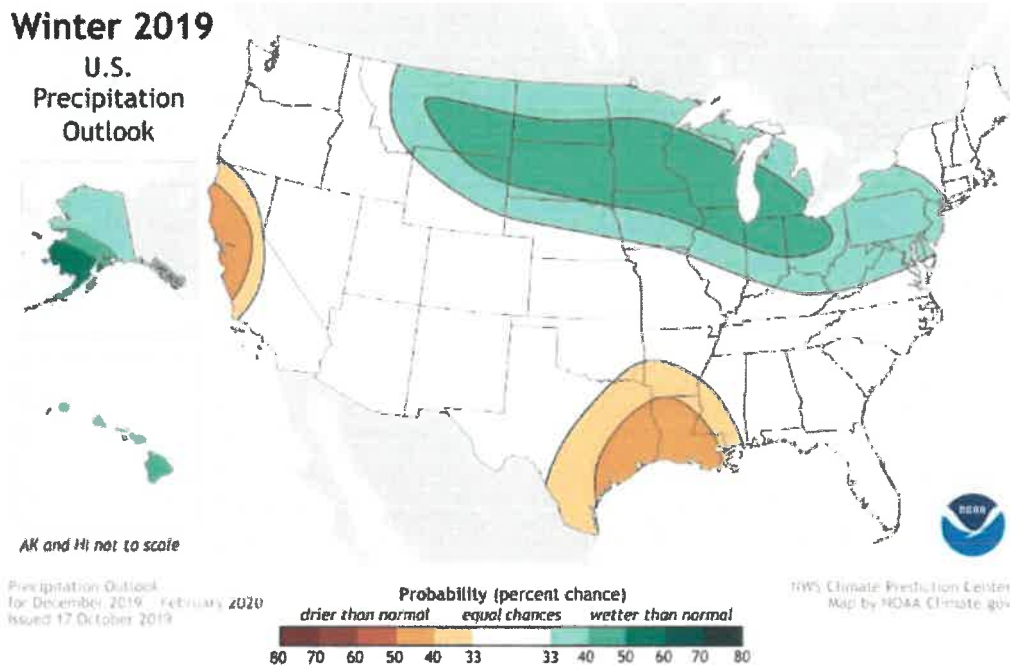 Winter 2019
U.S.
Precipitation
Outlook
AK and HI not to scale
Precipitation Outlook
for December 2019 February 2020
Issued 17 October 2019
Probability (percent chance)
drier than normal equal chances wetter than normal
80 70 60 50 40 33 33 40 50 60 70 80
NOAA
NWS Climate Prediction Center
Map by NOAA Climate.gov